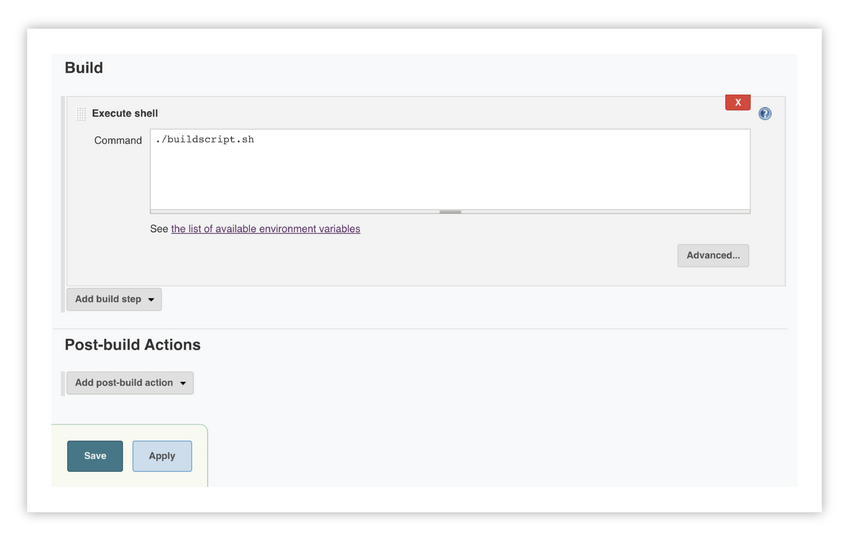 Build
X
Execute shell
?
Command
./buildscript.sh
See the list of available environment variables
Advanced...
Add build step
Post-build Actions
Add post-build action
Save
Apply